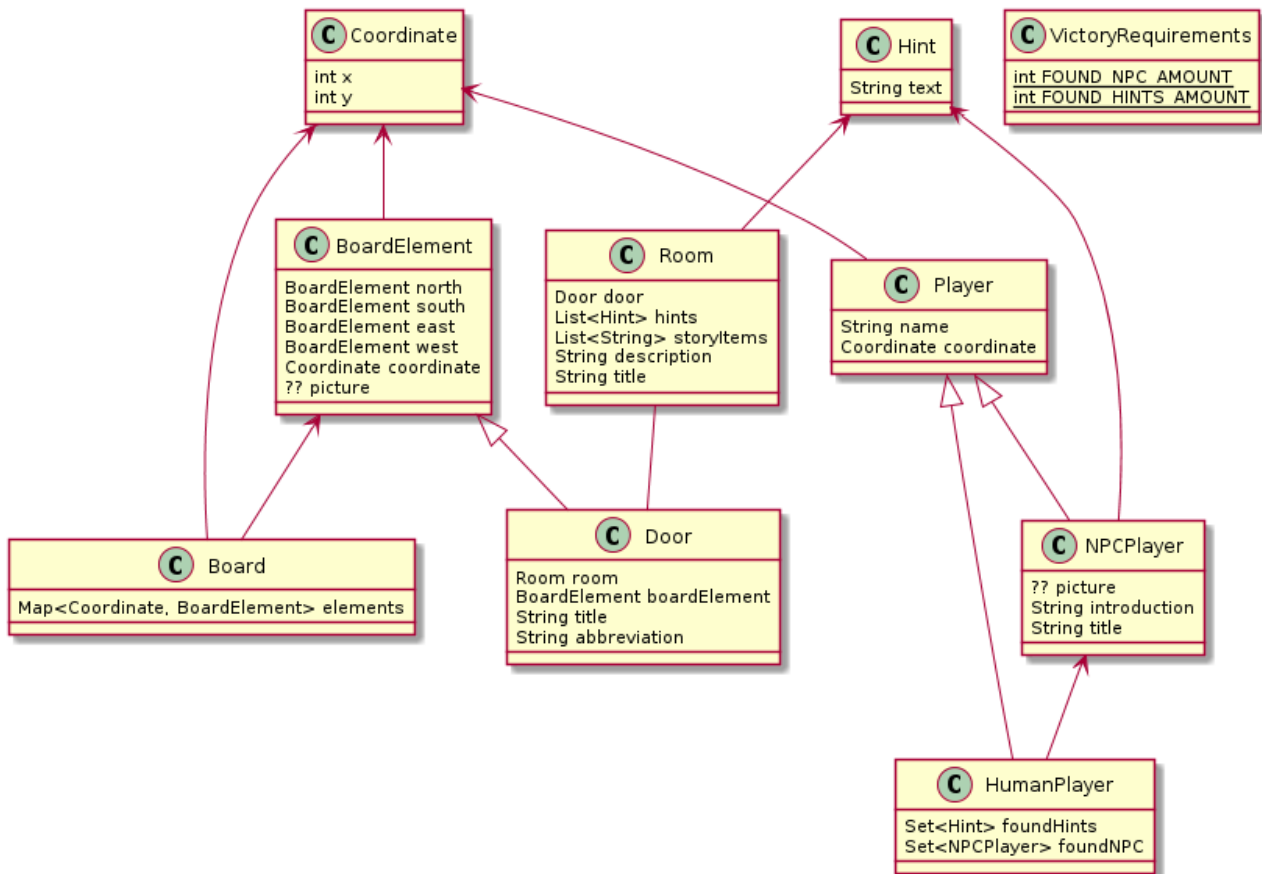 C Coordinate
int x
int y
C Hint
String text
C VictoryRequirements
int FOUND_NPC_AMOUNT
int FOUND_HINTS_AMOUNT
C BoardElement
BoardElement north
BoardElement south
BoardElement east
BoardElement west
Coordinate coordinate
?? picture
C Room
Door door
List<Hint> hints
List<String> storyItems
String description
String title
C Player
String name
Coordinate coordinate
C Board
Map<Coordinate, BoardElement> elements
C Door
Room room
BoardElement boardElement
String title
String abbreviation
C NPCPlayer
?? picture
String introduction
String title
C HumanPlayer
Set<Hint> foundHints
Set<NPCPlayer> foundNPC